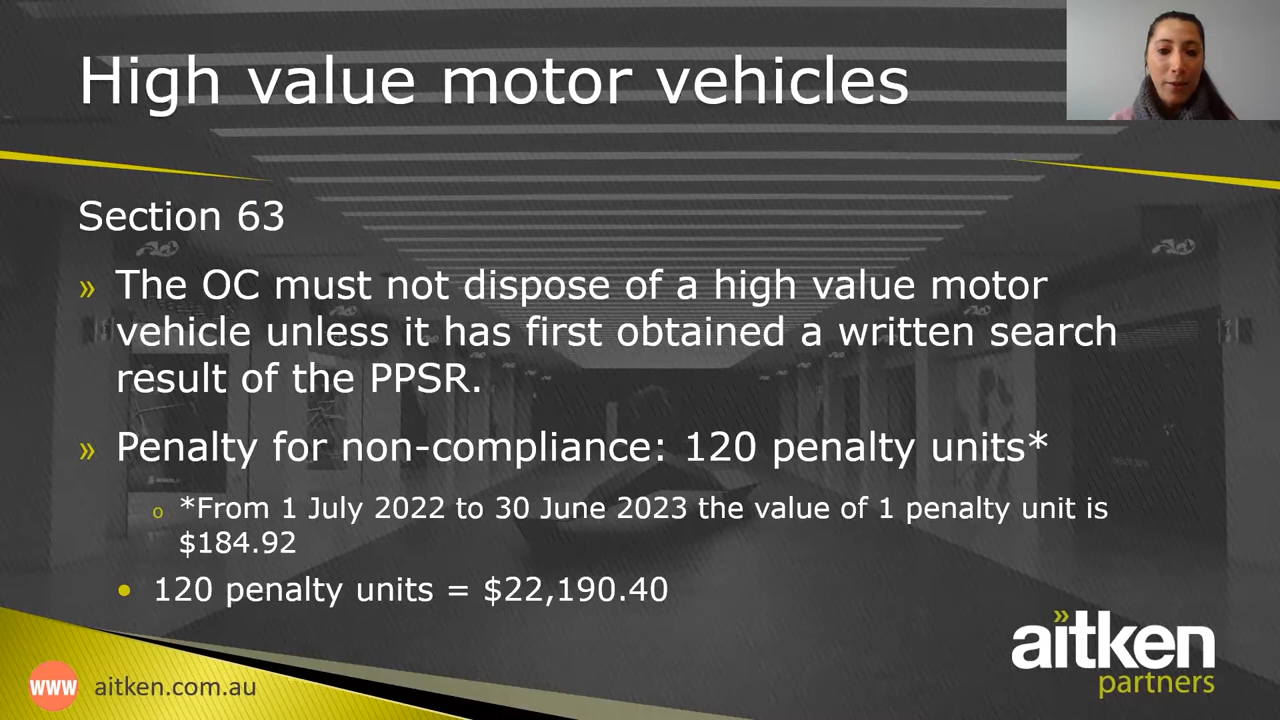 High value motor vehicles
Section 63
» The OC must not dispose of a high value motor
vehicle unless it has first obtained a written search
result of the PPSR.
» Penalty for non-compliance: 120 penalty units*
o *From 1 July 2022 to 30 June 2023 the value of 1 penalty unit is
$184.92
• 120 penalty units = $22,190.40
aitken
partners
www aitken.com.au